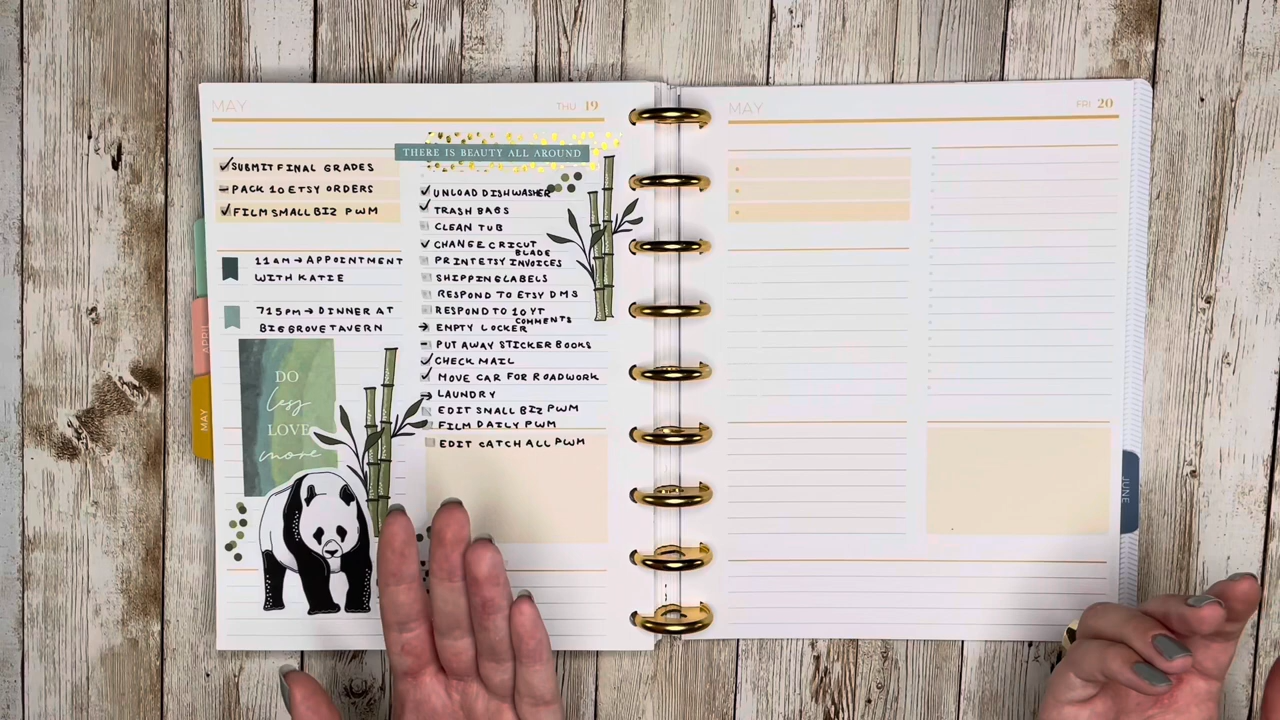 MAY
THU 19
THERE IS BEAUTY ALL AROUND
SUBMIT FINAL GRADES
PACK 10 ETSY ORDERS
FILM SMALL BIZ PWM
11AM → APPOINTMENT
WITH KATIE
715PM → DINNER AT
BIG GROVE TAVERN
DO
less
LOVE
more
UNLOAD DISHWASHER
TRASH BAGS
CLEAN TUB
CHANGE CRICUT
BLADE
PRINT ETSY INVOICES
SHIPPING LABELS
RESPOND TO ETSY DMS
RESPOND TO 10 YT
COMMENTS
EMPTY LOCKER
PUT AWAY STICKER BOOKS
CHECK MAIL
MOVE CAR FOR ROADWORK
LAUNDRY
EDIT SMALL BIZ PWM
FILM DAILY PWM
EDIT CATCH ALL PWM
APRIL
MAY
MAY
FRI 20
JUNE